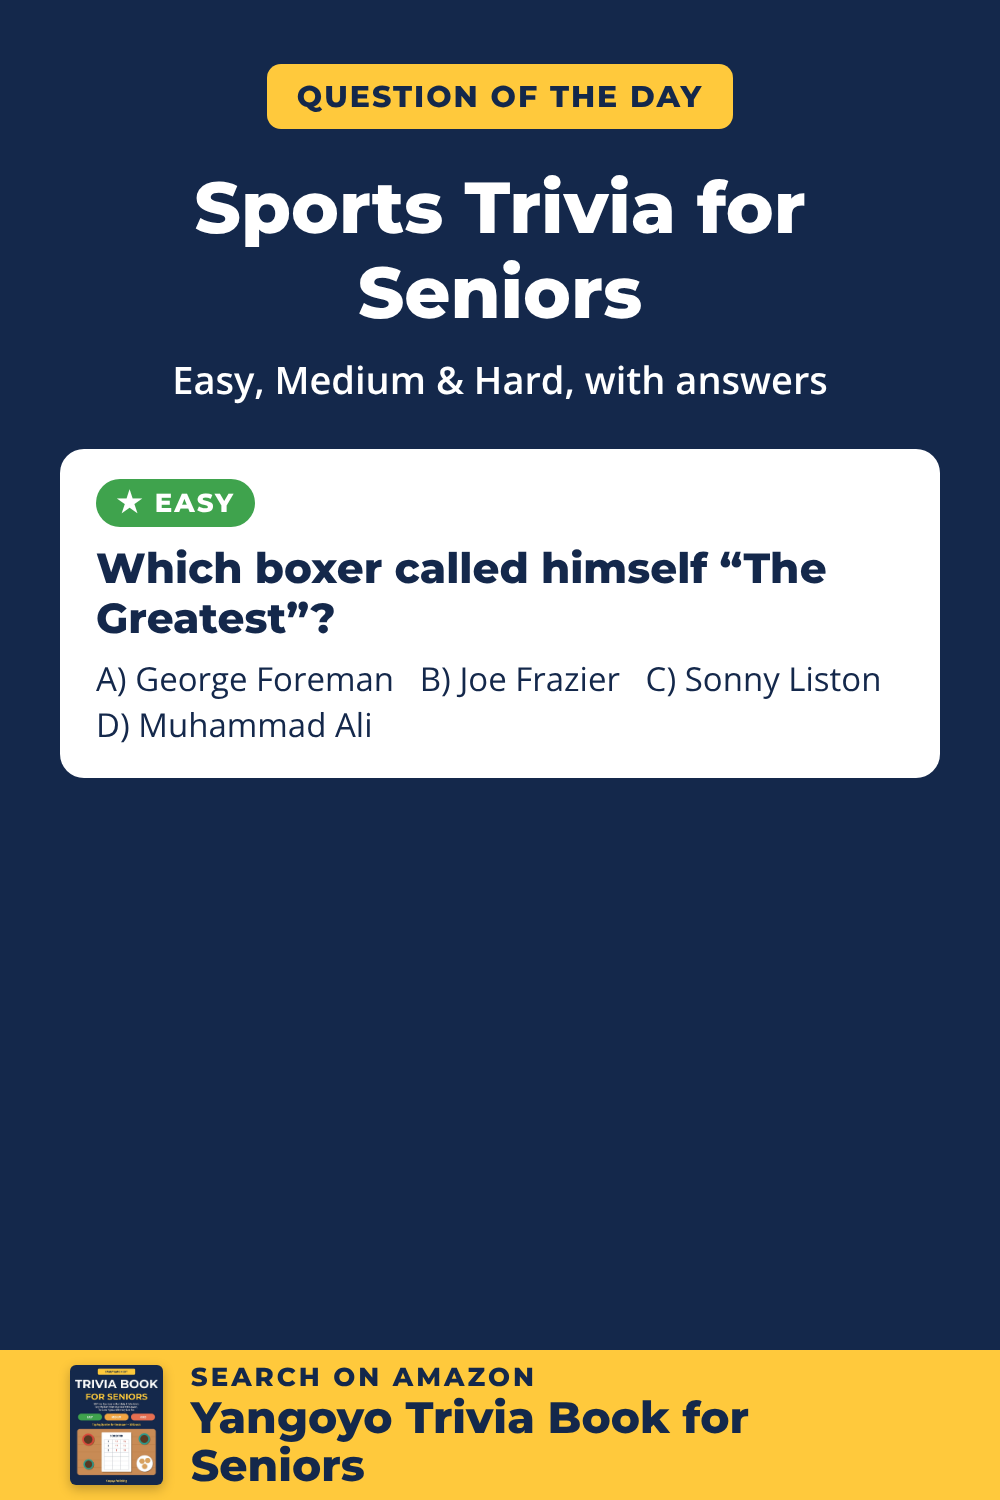 QUESTION OF THE DAY
Sports Trivia for
Seniors
Easy, Medium & Hard, with answers
★ EASY
Which boxer called himself “The
Greatest”?
A) George Foreman   B) Joe Frazier   C) Sonny Liston
D) Muhammad Ali
SEARCH ON AMAZON
Yangoyo Trivia Book for
Seniors
TRIVIA BOOK
FOR SENIORS